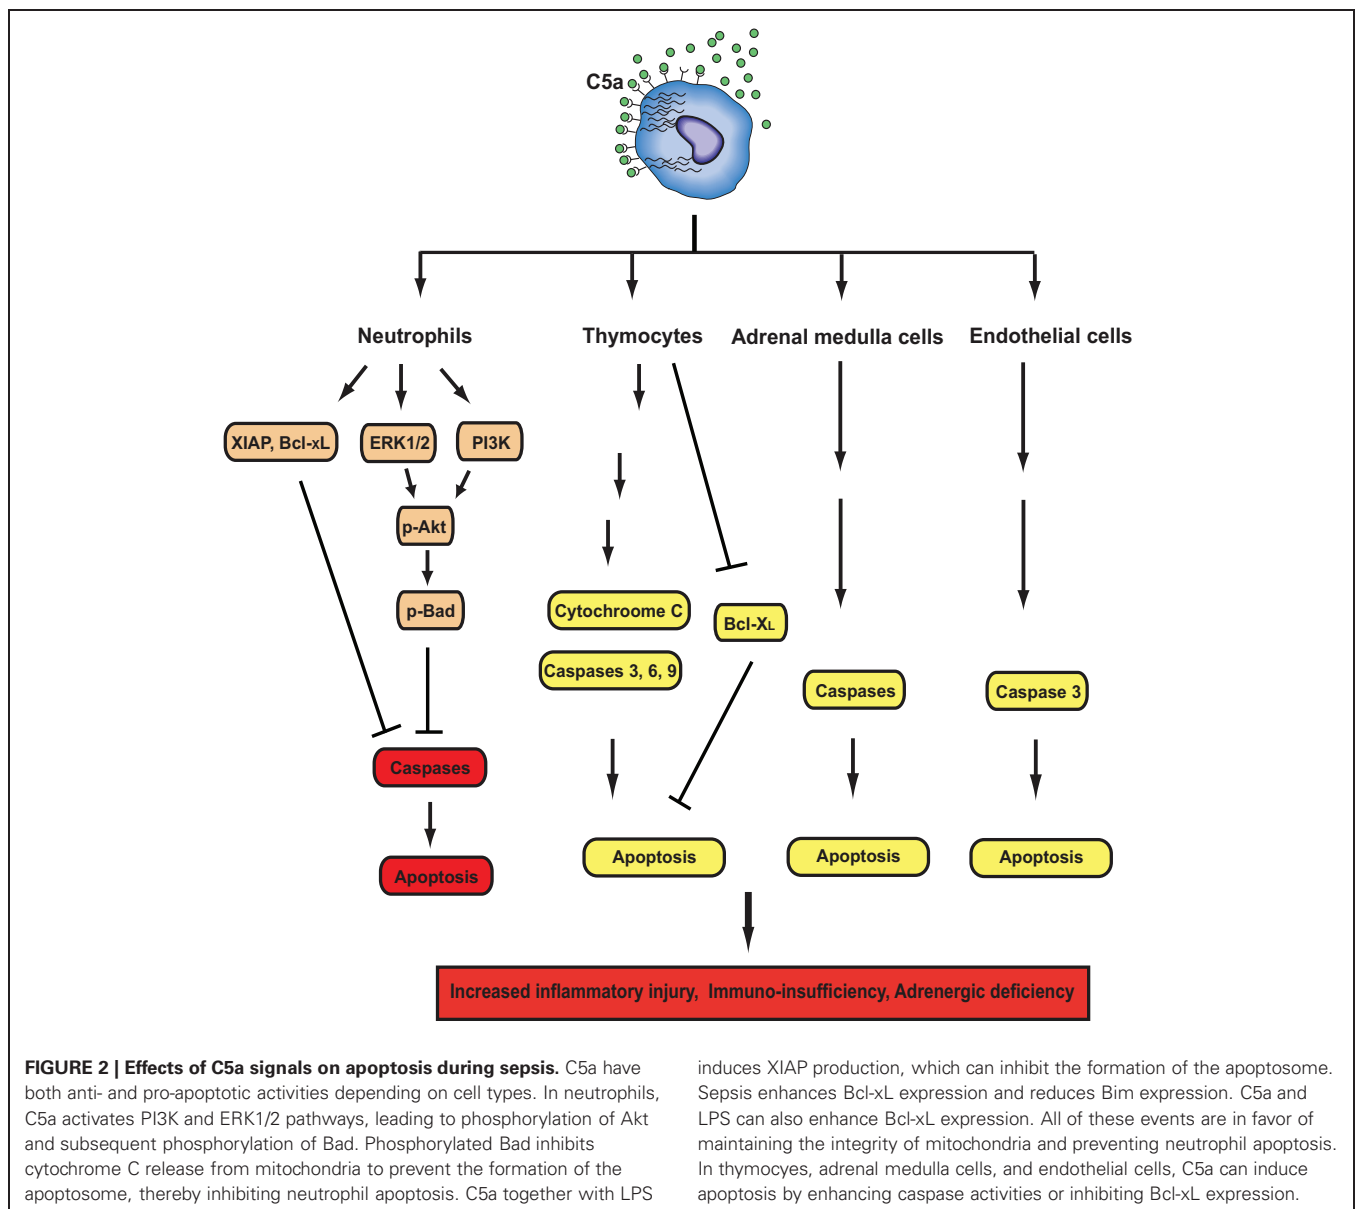 C5a
Neutrophils
Thymocytes
Adrenal medulla cells
Endothelial cells
XIAP, Bcl-xL
ERK1/2
PI3K
p-Akt
p-Bad
Cytochroome C
Bcl-XL
Caspases 3, 6, 9
Caspases
Caspase 3
Caspases
Apoptosis
Apoptosis
Apoptosis
Apoptosis
Increased inflammatory injury, Immuno-insufficiency, Adrenergic deficiency
FIGURE 2 | Effects of C5a signals on apoptosis during sepsis. C5a have
both anti- and pro-apoptotic activities depending on cell types. In neutrophils,
C5a activates PI3K and ERK1/2 pathways, leading to phosphorylation of Akt
and subsequent phosphorylation of Bad. Phosphorylated Bad inhibits
cytochrome C release from mitochondria to prevent the formation of the
apoptosome, thereby inhibiting neutrophil apoptosis. C5a together with LPS
induces XIAP production, which can inhibit the formation of the apoptosome.
Sepsis enhances Bcl-xL expression and reduces Bim expression. C5a and
LPS can also enhance Bcl-xL expression. All of these events are in favor of
maintaining the integrity of mitochondria and preventing neutrophil apoptosis.
In thymocyes, adrenal medulla cells, and endothelial cells, C5a can induce
apoptosis by enhancing caspase activities or inhibiting Bcl-xL expression.